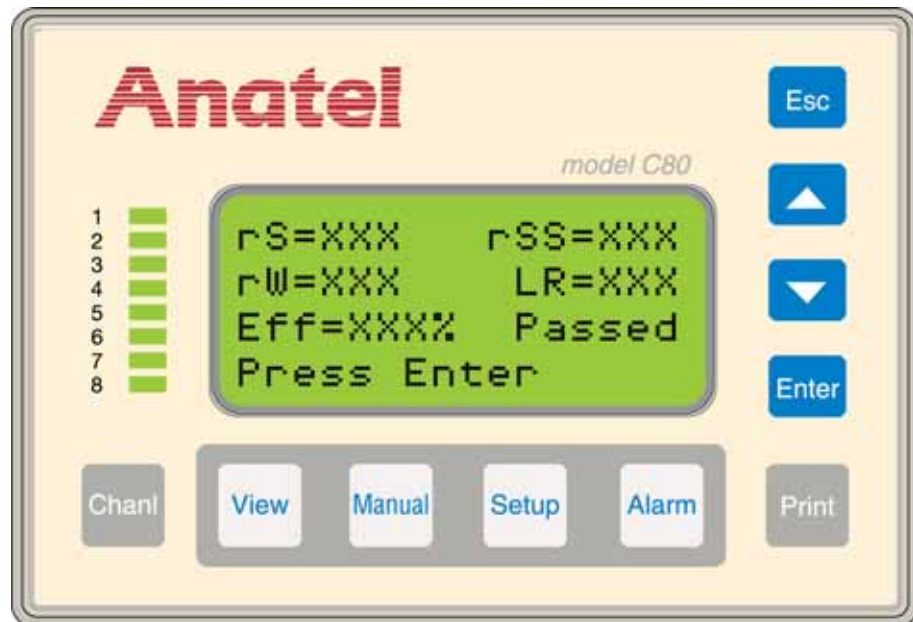 Anatel
Esc
model C80
1
2
3
4
5
6
7
8
rS=XXX rSS=XXX
rW=XXX LR=XXX
Eff=XXX% Passed
Press Enter
Enter
Chanl
View
Manual
Setup
Alarm
Print